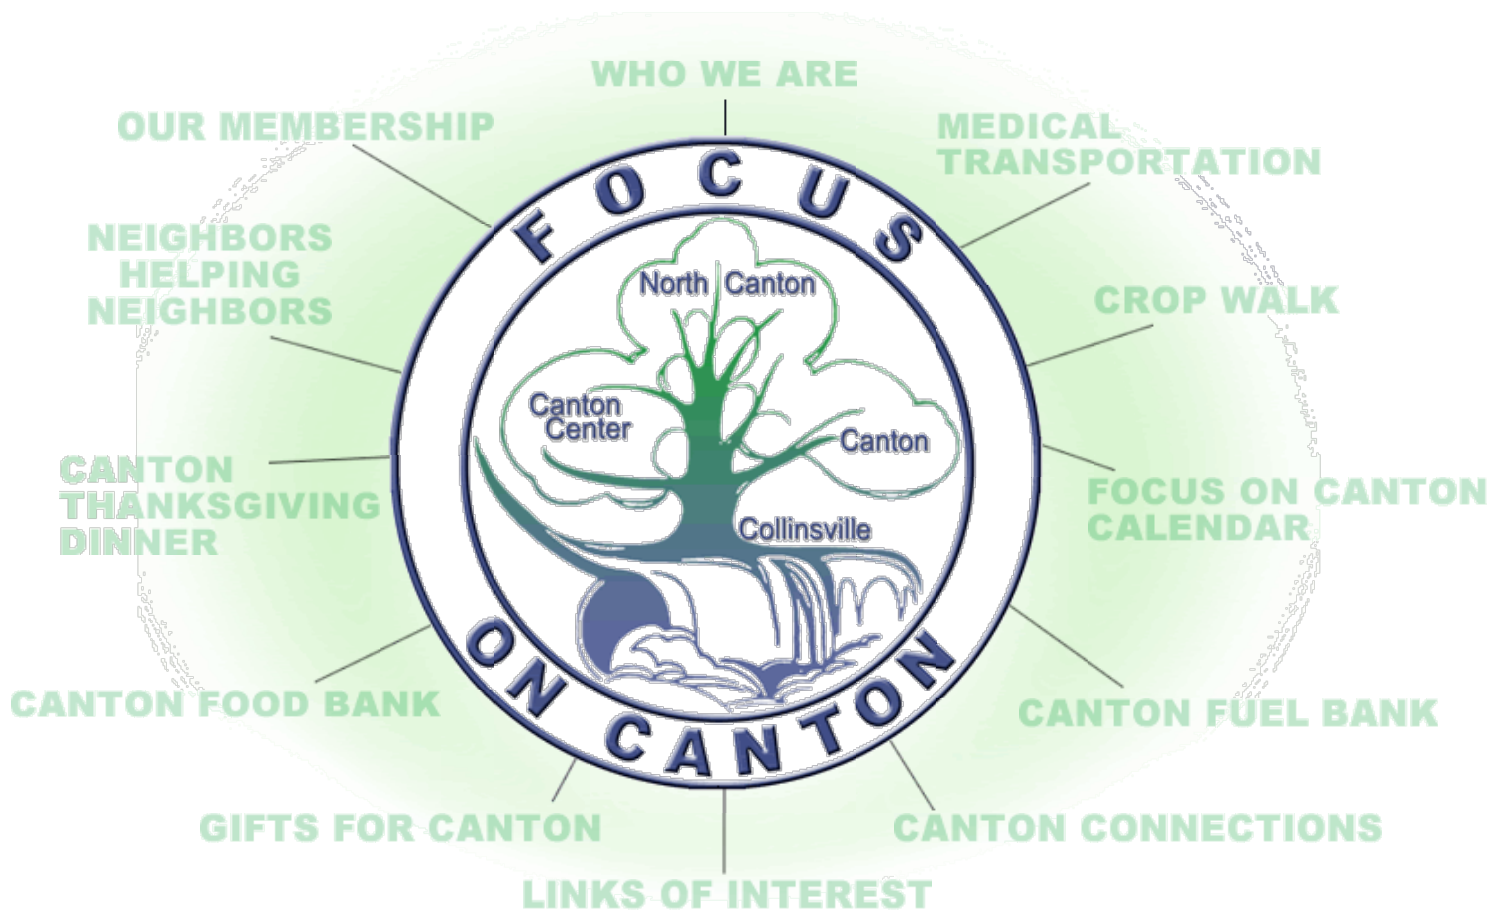 WHO WE ARE
OUR MEMBERSHIP
MEDICAL
TRANSPORTATION
NEIGHBORS
HELPING
NEIGHBORS
CROP WALK
FOCUS
North Canton
Canton
Center
Canton
Collinsville
ON CANTON
CANTON
THANKSGIVING
DINNER
FOCUS ON CANTON
CALENDAR
CANTON FOOD BANK
CANTON FUEL BANK
GIFTS FOR CANTON
CANTON CONNECTIONS
LINKS OF INTEREST